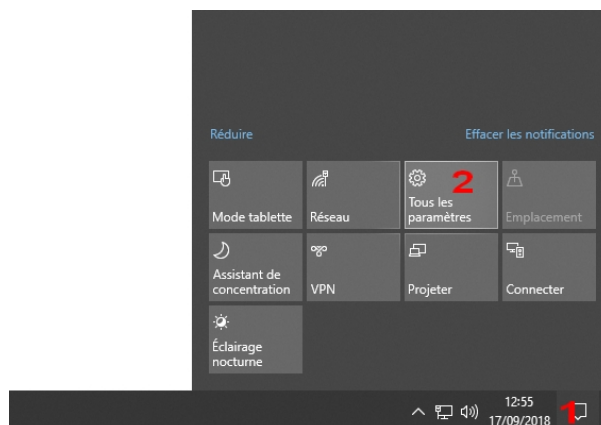 Réduire
Effacer les notifications
2
Mode tablette
Réseau
Tous les
paramètres
Emplacement
Assistant de
concentration
VPN
Projeter
Connecter
Éclairage
nocturne
12:55
17/09/2018
1